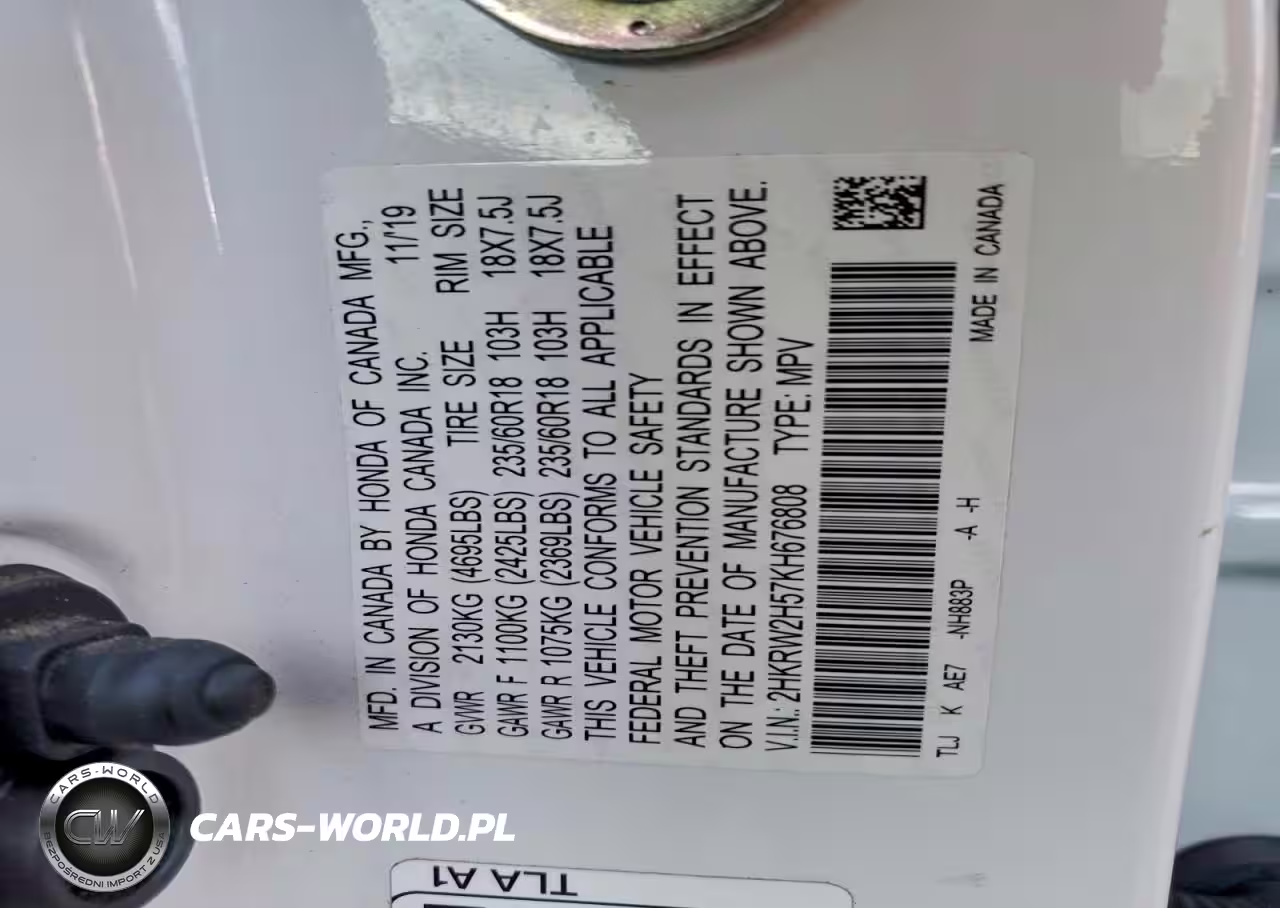 MFD. IN CANADA BY HONDA OF CANADA MFG.,
A DIVISION OF HONDA CANADA INC. 11/19
GVWR 2130KG (4695LBS) TIRE SIZE RIM SIZE
GAWR F 1100KG (2425LBS) 235/60R18 103H 18X7.5J
GAWR R 1075KG (2369LBS) 235/60R18 103H 18X7.5J
THIS VEHICLE CONFORMS TO ALL APPLICABLE
FEDERAL MOTOR VEHICLE SAFETY
AND THEFT PREVENTION STANDARDS IN EFFECT
ON THE DATE OF MANUFACTURE SHOWN ABOVE.
V.I.N.: 2HKRW2H57KH676808 TYPE: MPV
TLJ K AE7 -NH883P -A -H
MADE IN CANADA
TLA A1
CARS-WORLD
CW
BEZPOŚREDNI IMPORT Z USA
CARS-WORLD.PL